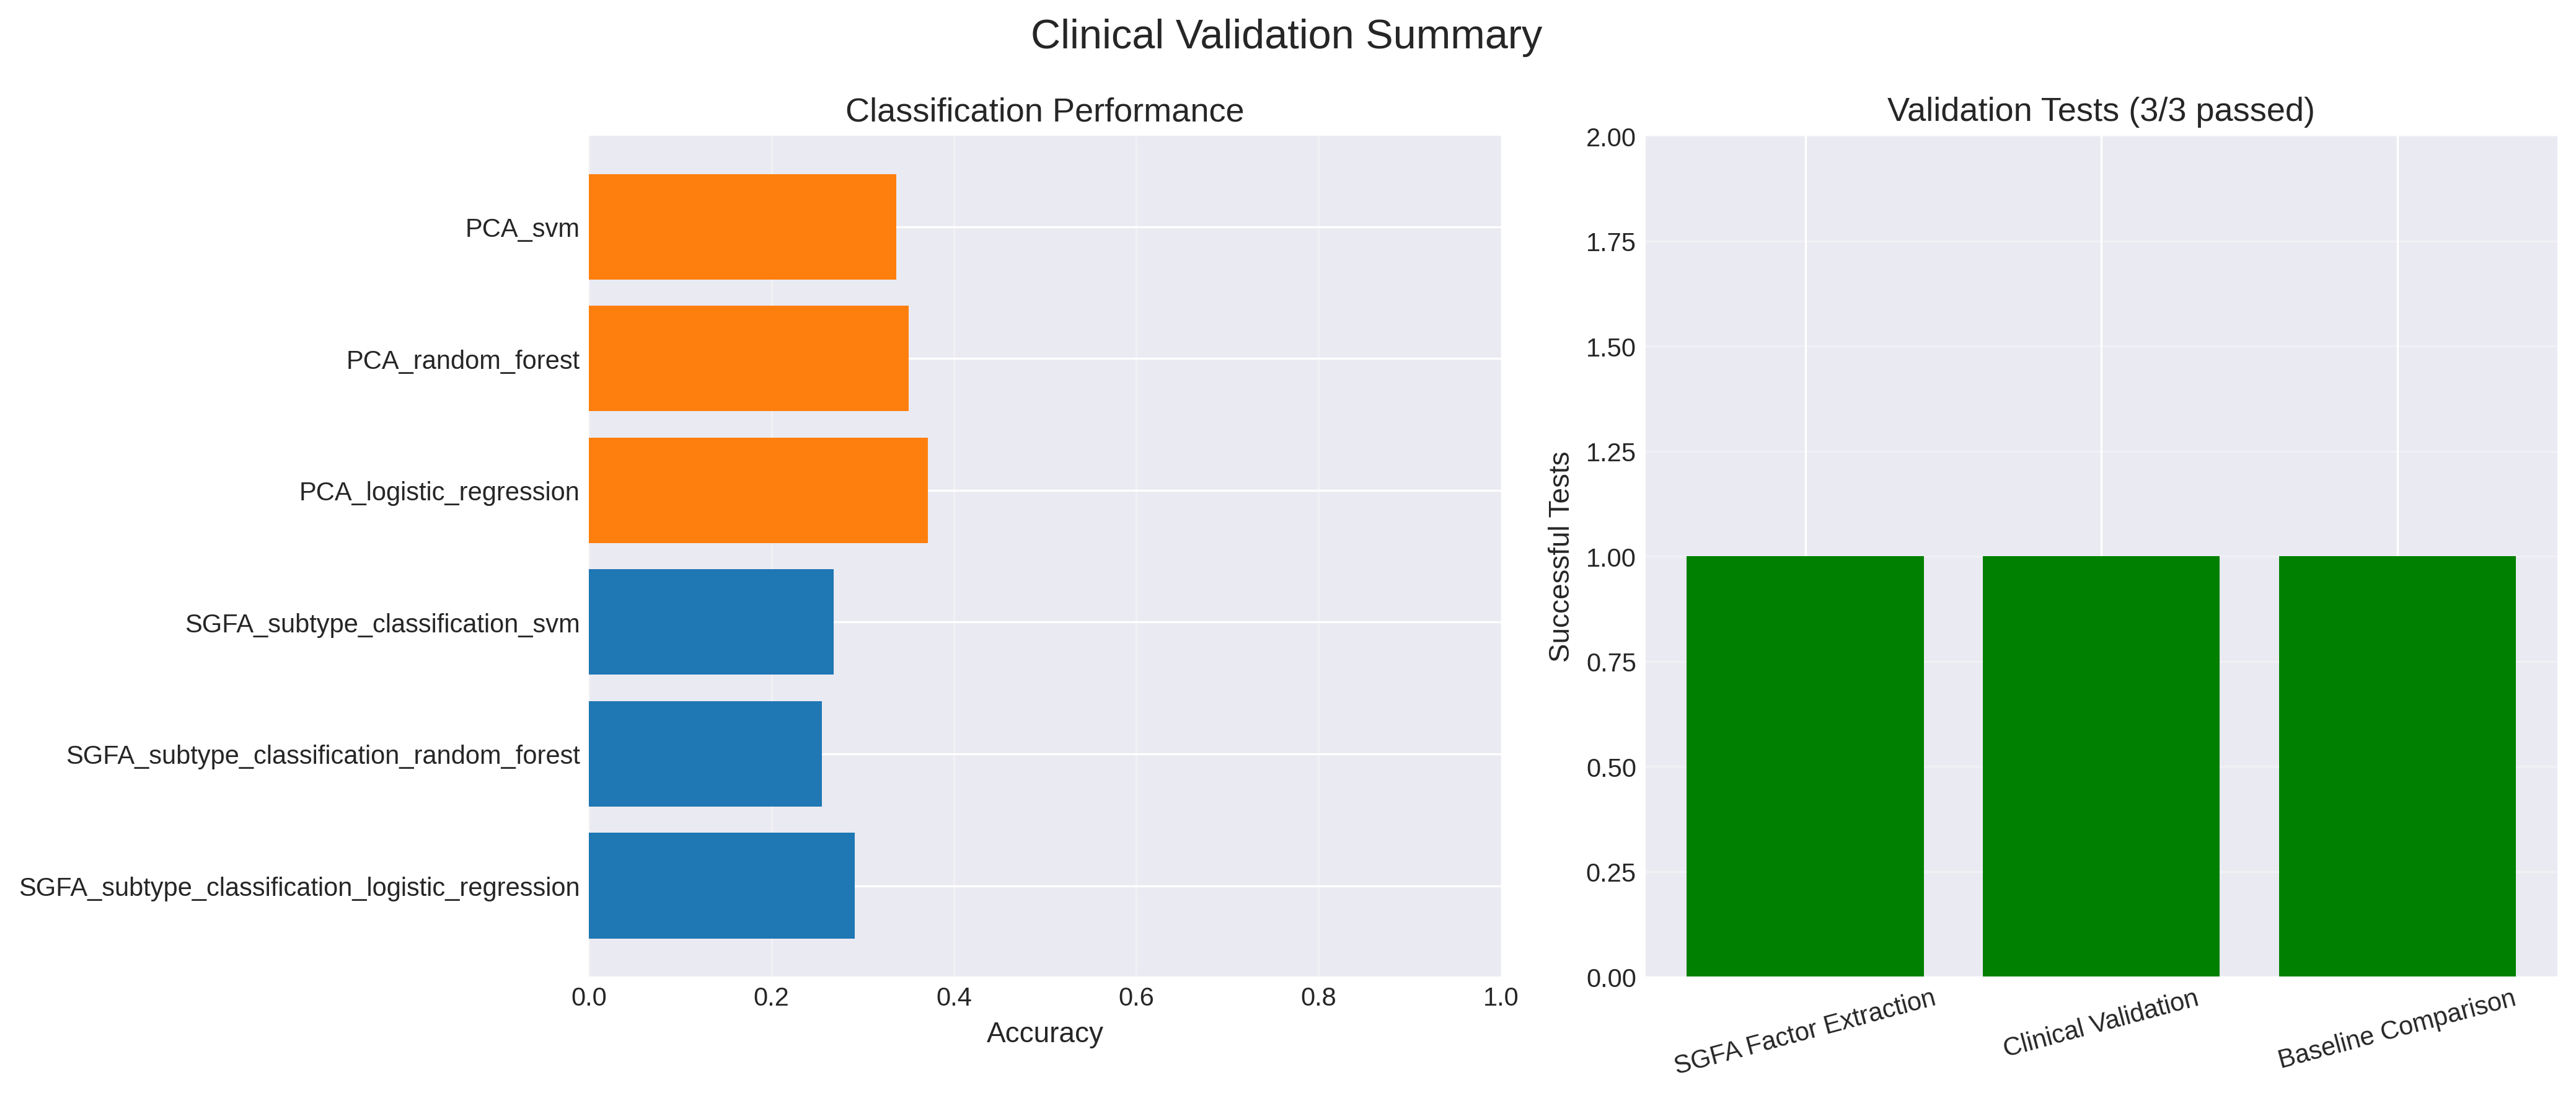 Clinical Validation Summary
Classification Performance
PCA_svm
PCA_random_forest
PCA_logistic_regression
SGFA_subtype_classification_svm
SGFA_subtype_classification_random_forest
SGFA_subtype_classification_logistic_regression
0.0 0.2 0.4 0.6 0.8 1.0
Accuracy
Validation Tests (3/3 passed)
Successful Tests
2.00
1.75
1.50
1.25
1.00
0.75
0.50
0.25
0.00
SGFA Factor Extraction
Clinical Validation
Baseline Comparison